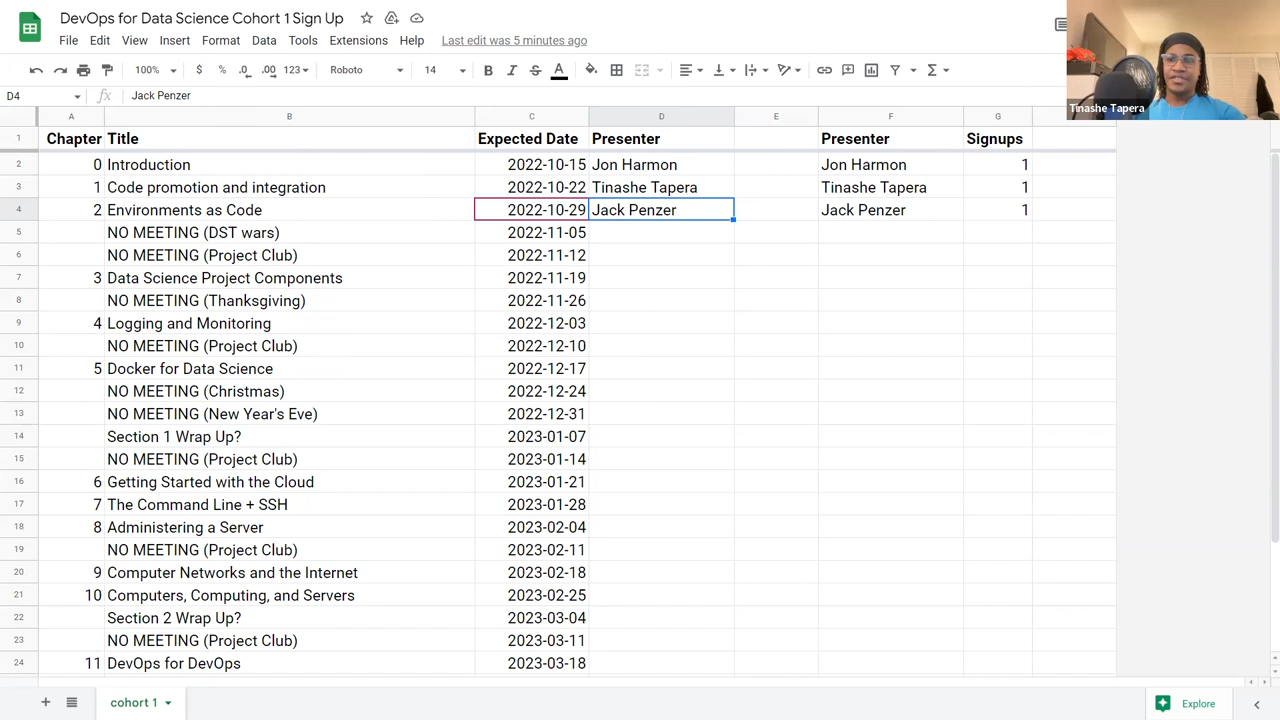 DevOps for Data Science Cohort 1 Sign Up
File Edit View Insert Format Data Tools Extensions Help Last edit was 5 minutes ago
100% $ % .0 .00 123 Roboto 14 B I S A
D4 fx Jack Penzer
A B C D E F G
1 Chapter Title Expected Date Presenter Presenter Signups
2 0 Introduction 2022-10-15 Jon Harmon Jon Harmon 1
3 1 Code promotion and integration 2022-10-22 Tinashe Tapera Tinashe Tapera 1
4 2 Environments as Code 2022-10-29 Jack Penzer Jack Penzer 1
5 NO MEETING (DST wars) 2022-11-05
6 NO MEETING (Project Club) 2022-11-12
7 3 Data Science Project Components 2022-11-19
8 NO MEETING (Thanksgiving) 2022-11-26
9 4 Logging and Monitoring 2022-12-03
10 NO MEETING (Project Club) 2022-12-10
11 5 Docker for Data Science 2022-12-17
12 NO MEETING (Christmas) 2022-12-24
13 NO MEETING (New Year's Eve) 2022-12-31
14 Section 1 Wrap Up? 2023-01-07
15 NO MEETING (Project Club) 2023-01-14
16 6 Getting Started with the Cloud 2023-01-21
17 7 The Command Line + SSH 2023-01-28
18 8 Administering a Server 2023-02-04
19 NO MEETING (Project Club) 2023-02-11
20 9 Computer Networks and the Internet 2023-02-18
21 10 Computers, Computing, and Servers 2023-02-25
22 Section 2 Wrap Up? 2023-03-04
23 NO MEETING (Project Club) 2023-03-11
24 11 DevOps for DevOps 2023-03-18
cohort 1 Explore
Tinashe Tapera